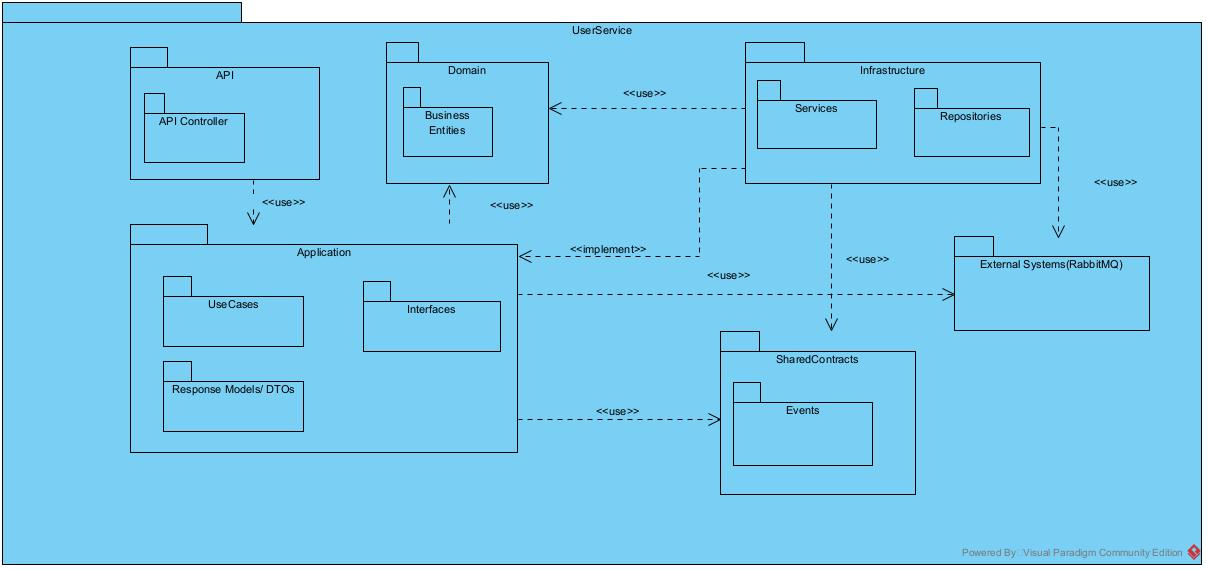 UserService
API
API Controller
Domain
Business
Entities
<<use>>
Infrastructure
Services
Repositories
<<use>>
<<use>>
<<use>>
Application
<<implement>>
<<use>>
<<use>>
External Systems(RabbitMQ)
UseCases
Interfaces
Response Models/ DTOs
SharedContracts
Events
<<use>>
Powered By: Visual Paradigm Community Edition